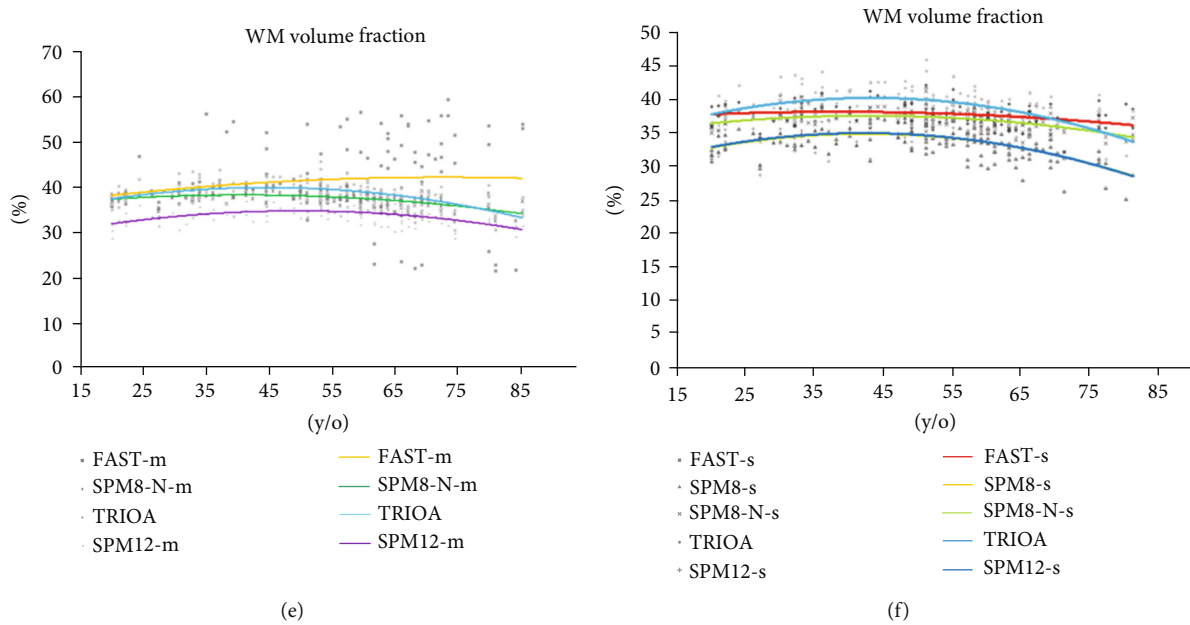 WM volume fraction
70
60
50
40
30
20
10
0
(%)
15 25 35 45 55 65 75 85
(y/o)
FAST-m
SPM8-N-m
TRIOA
SPM12-m
FAST-m
SPM8-N-m
TRIOA
SPM12-m
(e)
WM volume fraction
50
45
40
35
30
25
20
15
10
5
0
(%)
15 25 35 45 55 65 75 85
(y/o)
FAST-s
SPM8-s
SPM8-N-s
TRIOA
SPM12-s
FAST-s
SPM8-s
SPM8-N-s
TRIOA
SPM12-s
(f)